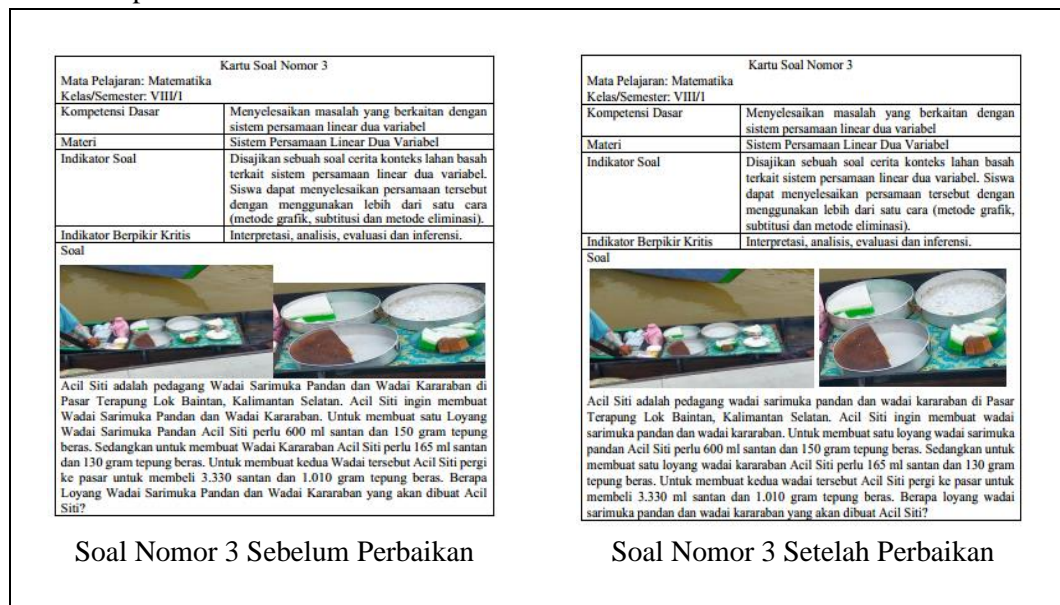 Kartu Soal Nomor 3
Mata Pelajaran: Matematika
Kelas/Semester: VIII/1
Kompetensi Dasar
Menyelesaikan masalah yang berkaitan dengan
sistem persamaan linear dua variabel
Materi
Sistem Persamaan Linear Dua Variabel
Indikator Soal
Disajikan sebuah soal cerita konteks lahan basah
terkait sistem persamaan linear dua variabel.
Siswa dapat menyelesaikan persamaan tersebut
dengan menggunakan lebih dari satu cara
(metode grafik, subtitusi dan metode eliminasi).
Indikator Berpikir Kritis
Interpretasi, analisis, evaluasi dan inferensi.
Soal
Acil Siti adalah pedagang Wadai Sarimuka Pandan dan Wadai Kararaban di
Pasar Terapung Lok Baintan, Kalimantan Selatan. Acil Siti ingin membuat
Wadai Sarimuka Pandan dan Wadai Kararaban. Untuk membuat satu Loyang
Wadai Sarimuka Pandan Acil Siti perlu 600 ml santan dan 150 gram tepung
beras. Sedangkan untuk membuat Wadai Kararaban Acil Siti perlu 165 ml santan
dan 130 gram tepung beras. Untuk membuat kedua Wadai tersebut Acil Siti pergi
ke pasar untuk membeli 3.330 santan dan 1.010 gram tepung beras. Berapa
Loyang Wadai Sarimuka Pandan dan Wadai Kararaban yang akan dibuat Acil
Siti?
Soal Nomor 3 Sebelum Perbaikan
Kartu Soal Nomor 3
Mata Pelajaran: Matematika
Kelas/Semester: VIII/1
Kompetensi Dasar
Menyelesaikan masalah yang berkaitan dengan
sistem persamaan linear dua variabel
Materi
Sistem Persamaan Linear Dua Variabel
Indikator Soal
Disajikan sebuah soal cerita konteks lahan basah
terkait sistem persamaan linear dua variabel. Siswa
dapat menyelesaikan persamaan tersebut dengan
menggunakan lebih dari satu cara (metode grafik,
subtitusi dan metode eliminasi).
Indikator Berpikir Kritis
Interpretasi, analisis, evaluasi dan inferensi.
Soal
Acil Siti adalah pedagang wadai sarimuka pandan dan wadai kararaban di Pasar
Terapung Lok Baintan, Kalimantan Selatan. Acil Siti ingin membuat wadai
sarimuka pandan dan wadai kararaban. Untuk membuat satu loyang wadai sarimuka
pandan Acil Siti perlu 600 ml santan dan 150 gram tepung beras. Sedangkan untuk
membuat satu loyang wadai kararaban Acil Siti perlu 165 ml santan dan 130 gram
tepung beras. Untuk membuat kedua wadai tersebut Acil Siti pergi ke pasar untuk
membeli 3.330 ml santan dan 1.010 gram tepung beras. Berapa loyang wadai
sarimuka pandan dan wadai kararaban yang akan dibuat Acil Siti?
Soal Nomor 3 Setelah Perbaikan